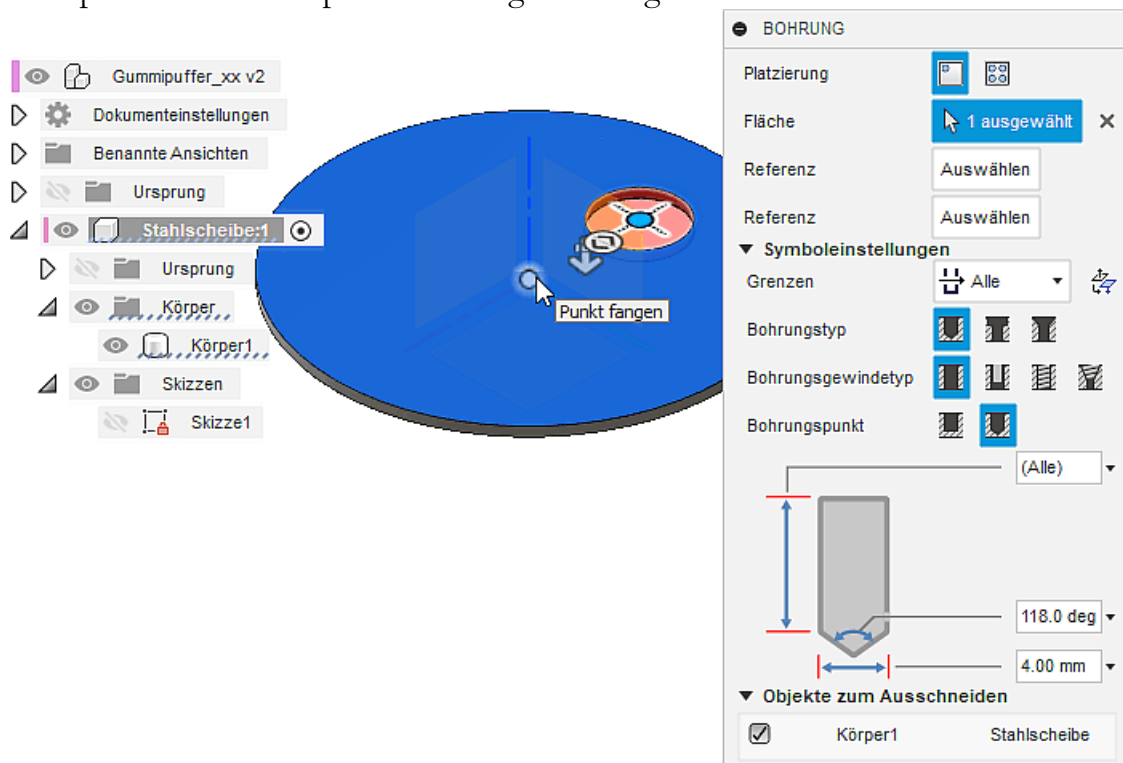 BOHRUNG
Gummipuffer_xx v2
Dokumenteinstellungen
Benannte Ansichten
Ursprung
Stahlscheibe:1
Ursprung
Körper
Körper1
Skizzen
Skizze1
Punkt fangen
Platzierung
Fläche
1 ausgewählt
Referenz
Auswählen
Referenz
Auswählen
Symboleinstellungen
Grenzen
Alle
Bohrungstyp
Bohrungsgewindetyp
Bohrungspunkt
(Alle)
118.0 deg
4.00 mm
Objekte zum Ausschneiden
Körper1 Stahlscheibe